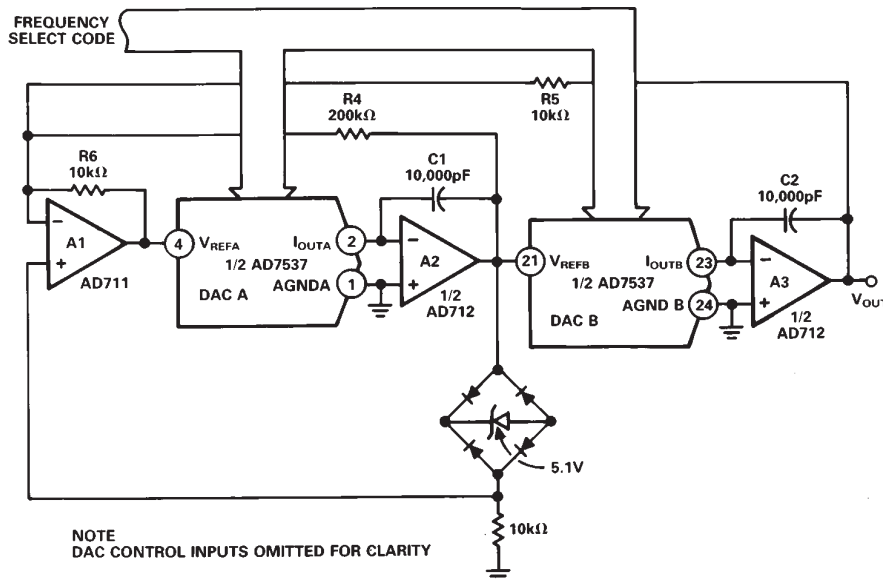 FREQUENCY
SELECT CODE
R4
200kΩ
R5
10kΩ
R6
10kΩ
C1
10,000pF
C2
10,000pF
−
A1
+
AD711
4
VREFA
IOUTA
2
1/2 AD7537
AGNDA
1
DAC A
−
A2
+
1/2
AD712
21
VREFB
IOUTB
23
1/2 AD7537
AGND B
24
DAC B
−
A3
+
1/2
AD712
VOUT
5.1V
10kΩ
NOTE
DAC CONTROL INPUTS OMITTED FOR CLARITY